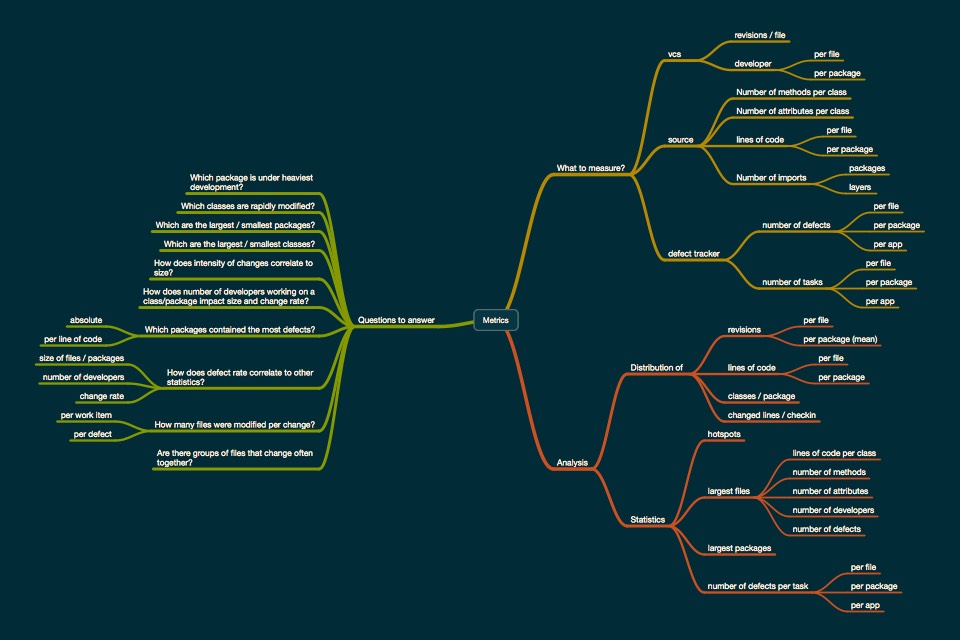 Metrics
What to measure?
vcs
revisions / file
developer
per file
per package
source
Number of methods per class
Number of attributes per class
lines of code
per file
per package
Number of imports
packages
layers
defect tracker
number of defects
per file
per package
per app
number of tasks
per file
per package
per app
Analysis
Distribution of
revisions
per file
per package (mean)
lines of code
per file
per package
classes / package
changed lines / checkin
Statistics
hotspots
largest files
lines of code per class
number of methods
number of attributes
number of developers
number of defects
largest packages
number of defects per task
per file
per package
per app
Questions to answer
Which package is under heaviest
development?
Which classes are rapidly modified?
Which are the largest / smallest packages?
Which are the largest / smallest classes?
How does intensity of changes correlate to
size?
How does number of developers working on a
class/package impact size and change rate?
Which packages contained the most defects?
absolute
per line of code
How does defect rate correlate to other
statistics?
size of files / packages
number of developers
change rate
How many files were modified per change?
per work item
per defect
Are there groups of files that change often
together?